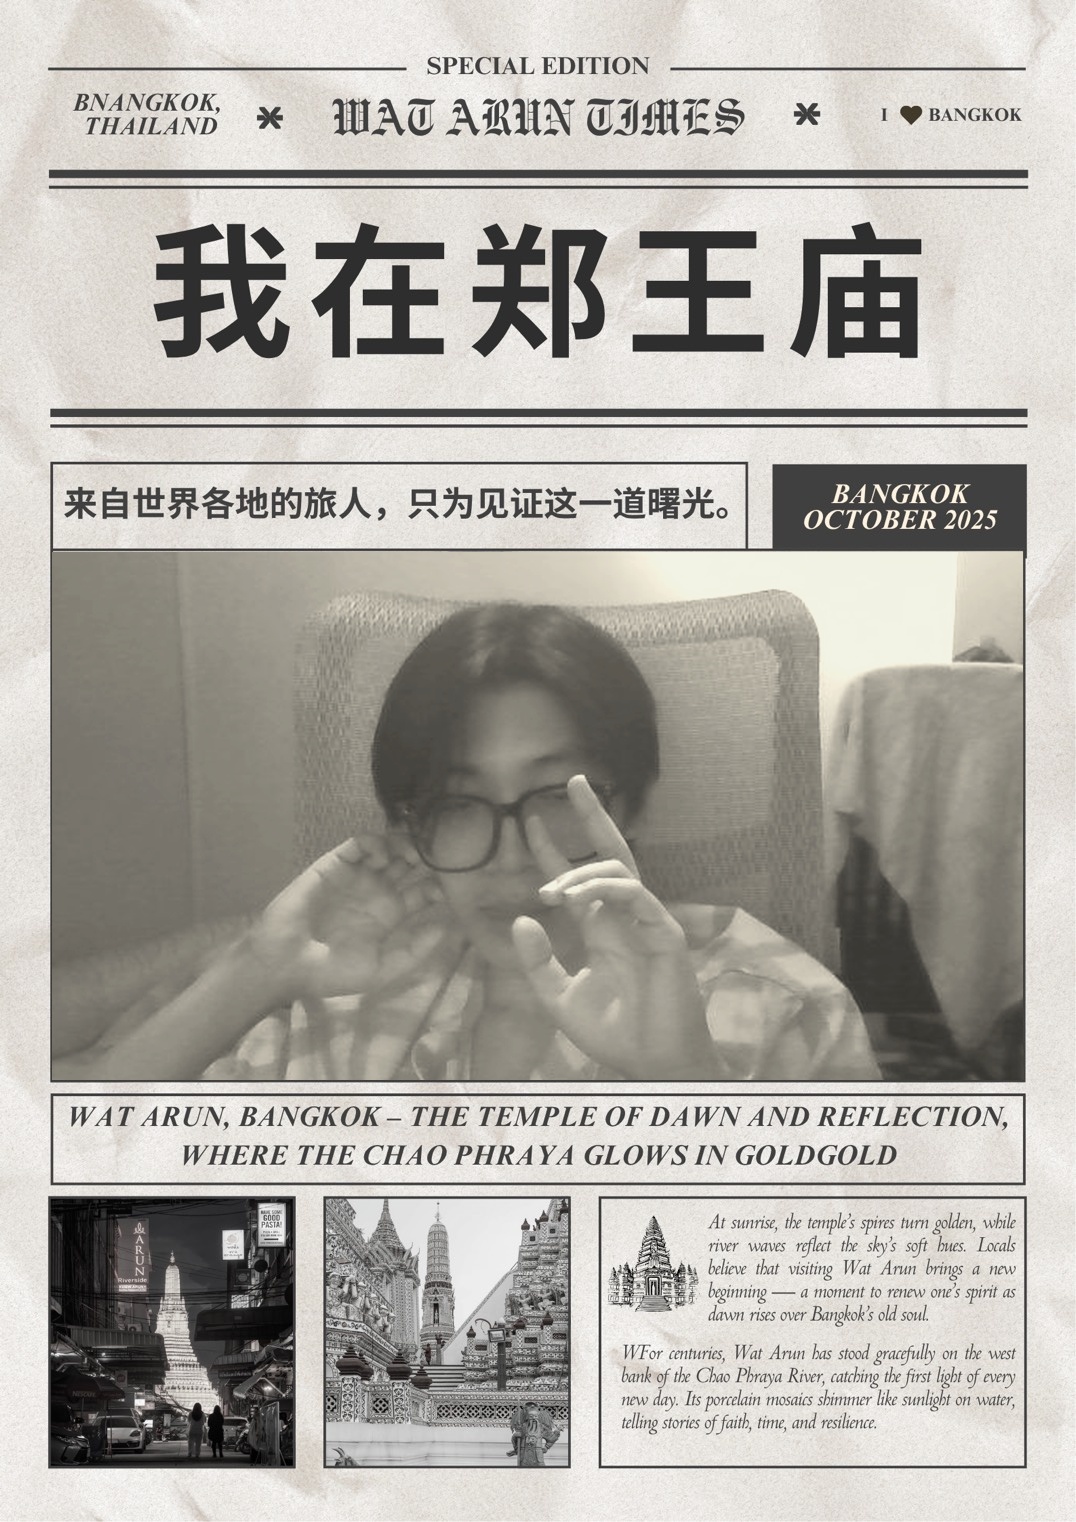 SPECIAL EDITION
BNANGKOK,
THAILAND
WAT ARUN TIMES
I ♥ BANGKOK
我在郑王庙
来自世界各地的旅人，只为见证这一道曙光。
BANGKOK
OCTOBER 2025
WAT ARUN, BANGKOK – THE TEMPLE OF DAWN AND REFLECTION,
WHERE THE CHAO PHRAYA GLOWS IN GOLDGOLD
ARUN
Riverside
GOOD
PASTA!
At sunrise, the temple's spires turn golden, while
river waves reflect the sky's soft hues. Locals
believe that visiting Wat Arun brings a new
beginning — a moment to renew one's spirit as
dawn rises over Bangkok's old soul.
WFor centuries, Wat Arun has stood gracefully on the west
bank of the Chao Phraya River, catching the first light of every
new day. Its porcelain mosaics shimmer like sunlight on water,
telling stories of faith, time, and resilience.